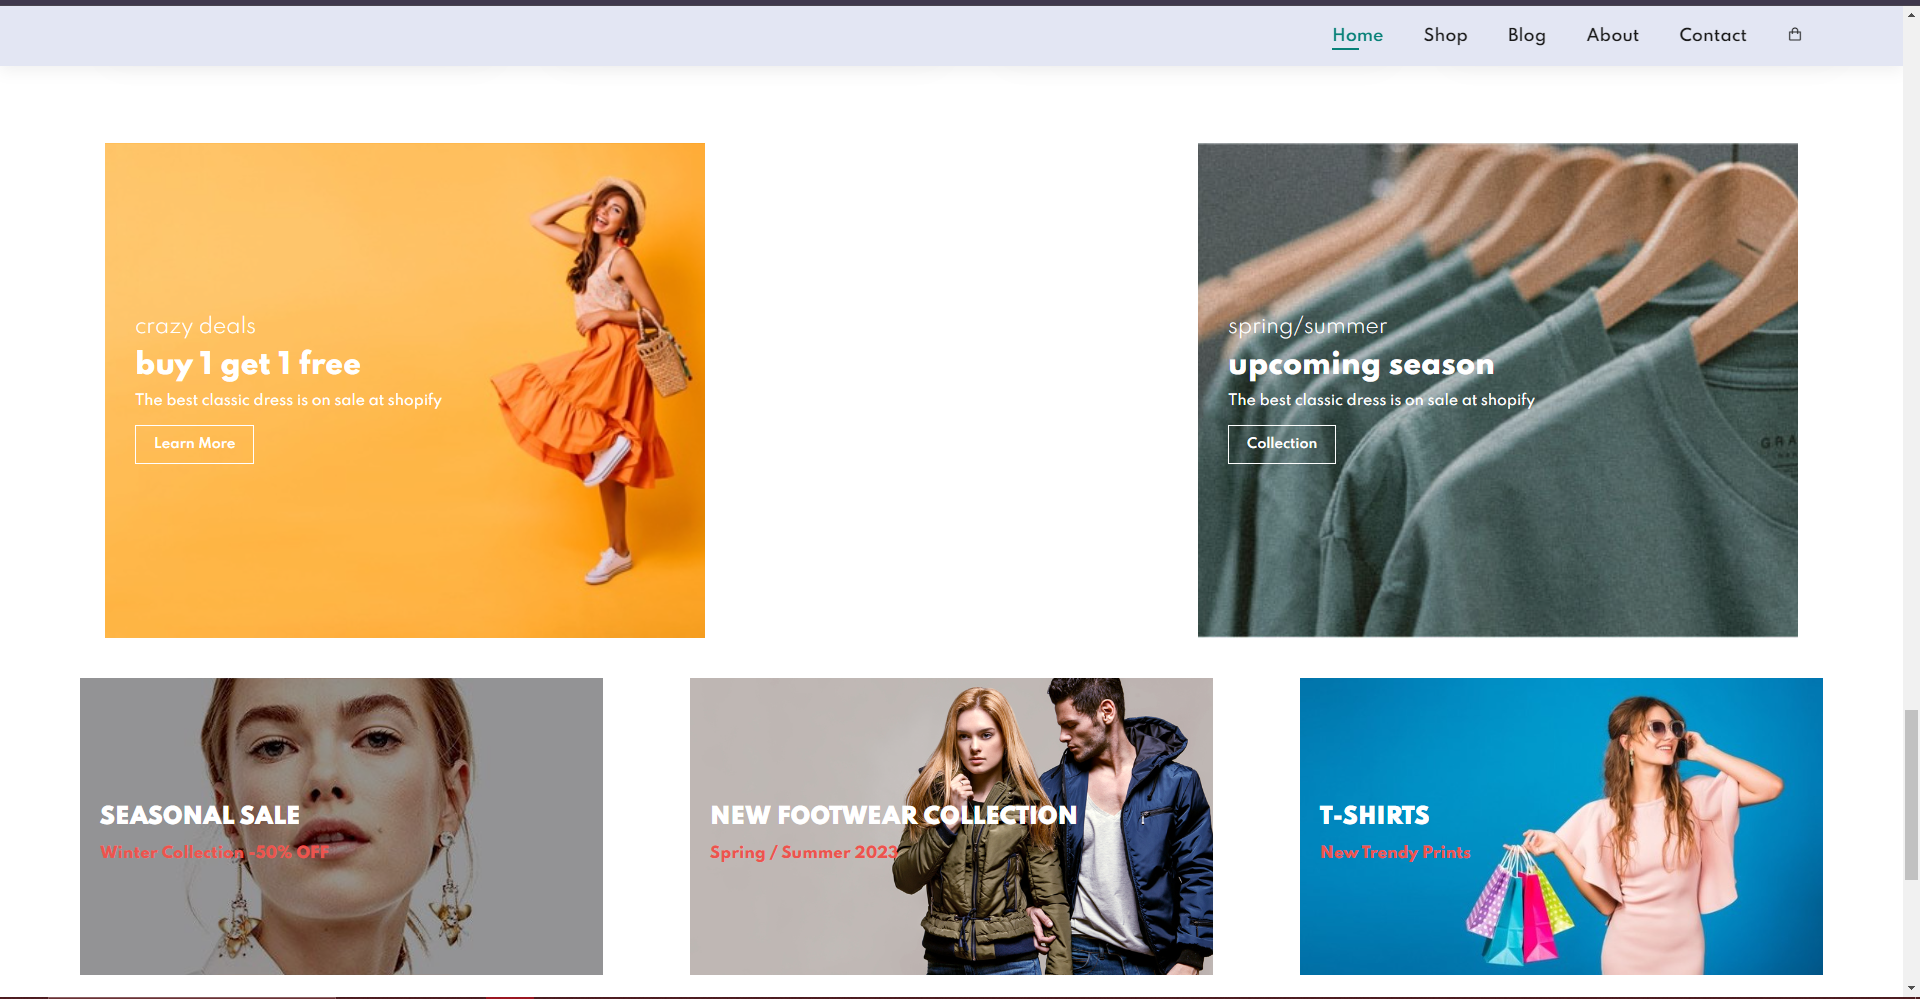 Home Shop Blog About Contact
crazy deals
buy 1 get 1 free
The best classic dress is on sale at shopify
Learn More
spring/summer
upcoming season
The best classic dress is on sale at shopify
Collection
GRA
SEASONAL SALE
Winter Collection -50% OFF
NEW FOOTWEAR COLLECTION
Spring / Summer 2023
T-SHIRTS
New Trendy Prints